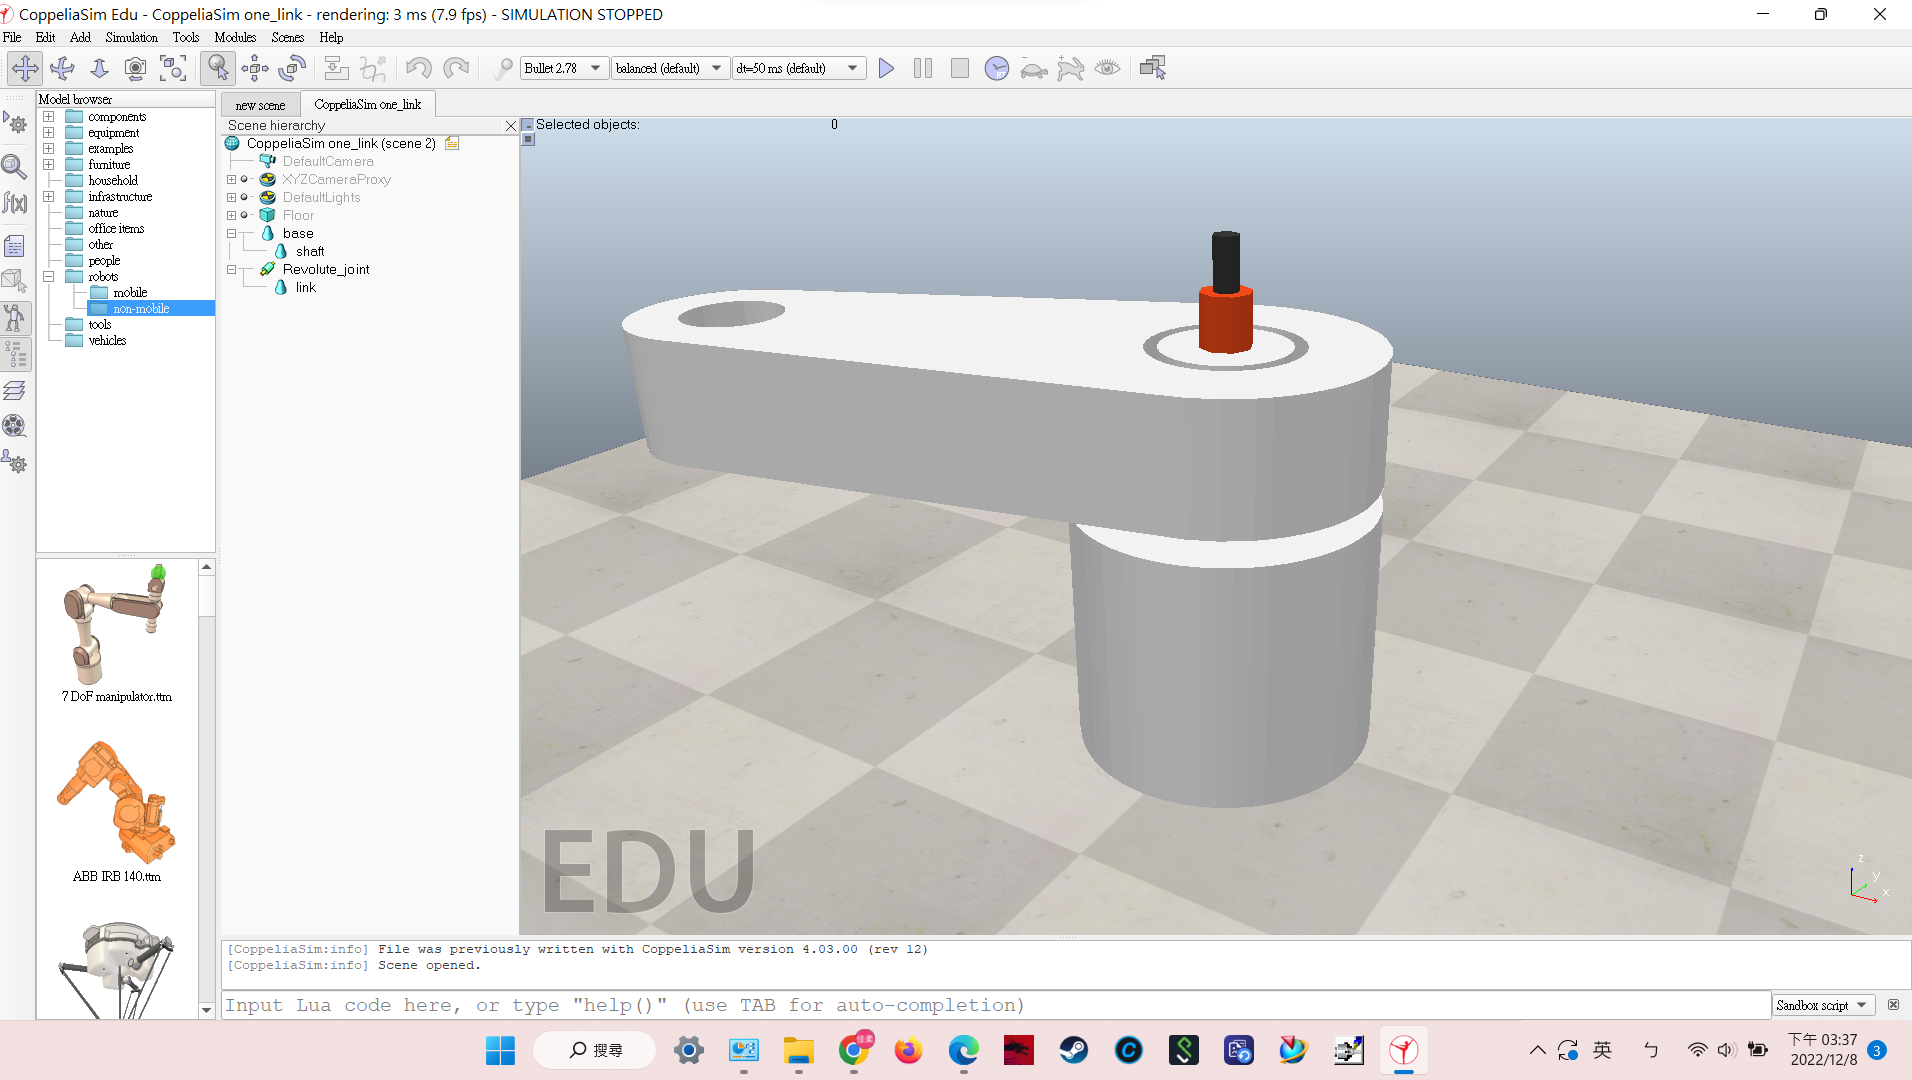 CoppeliaSim Edu - CoppeliaSim one_link - rendering: 3 ms (7.9 fps) - SIMULATION STOPPED
File Edit Add Simulation Tools Modules Scenes Help
Bullet 2.78 balanced (default) dt=50 ms (default)
Model browser
components
equipment
examples
furniture
household
infrastructure
nature
office items
other
people
robots
mobile
non-mobile
tools
vehicles
7 DoF manipulator.ttm
ABB IRB 140.ttm
new scene CoppeliaSim one_link
Scene hierarchy
CoppeliaSim one_link (scene 2)
DefaultCamera
XYZCameraProxy
DefaultLights
Floor
base
shaft
Revolute_joint
link
Selected objects: 0
EDU
z
y
x
[CoppeliaSim:info] File was previously written with CoppeliaSim version 4.03.00 (rev 12)
[CoppeliaSim:info] Scene opened.
Input Lua code here, or type "help()" (use TAB for auto-completion)
Sandbox script
搜尋
佳柔
英
ㄅ
下午 03:37
2022/12/8
3